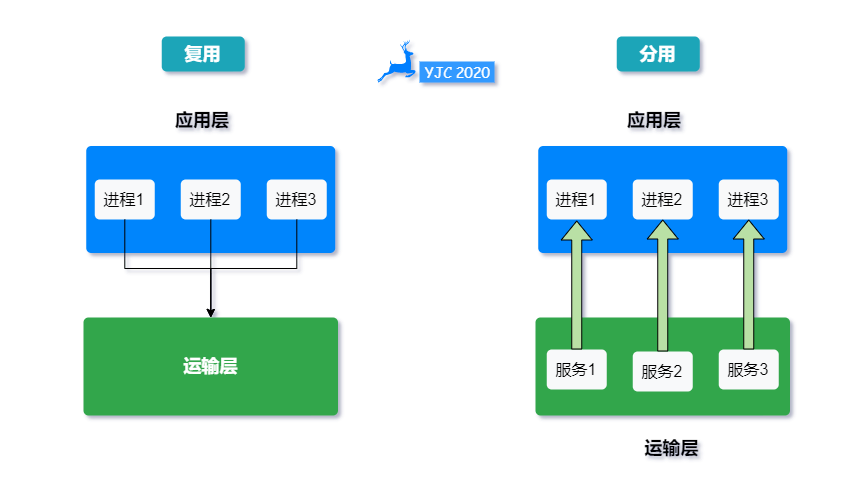 复用
YJC 2020
分用
应用层
应用层
进程1
进程2
进程3
进程1
进程2
进程3
运输层
服务1
服务2
服务3
运输层